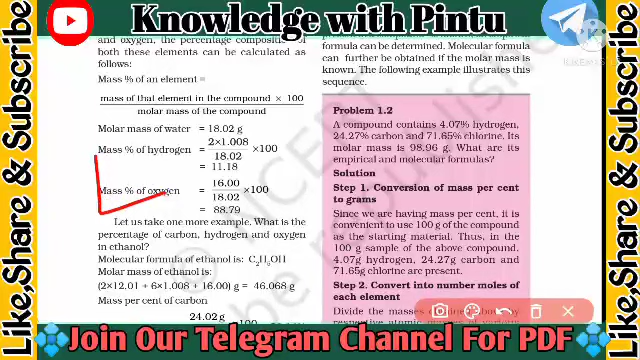 Knowledge with Pintu
Like,Share & Subscribe
and oxygen, the percentage composition of
both these elements can be calculated as
follows:
Mass % of an element =
mass of that element in the compound × 100
molar mass of the compound
Molar mass of water = 18.02 g
Mass % of hydrogen = 2×1.008/18.02 ×100
= 11.18
Mass % of oxygen = 16.00/18.02 ×100
= 88.79
Let us take one more example. What is the
percentage of carbon, hydrogen and oxygen
in ethanol?
Molecular formula of ethanol is: C₂H₅OH
Molar mass of ethanol is:
(2×12.01 + 6×1.008 + 16.00) g = 46.068 g
Mass per cent of carbon
24.02 g
formula can be determined. Molecular formula
can further be obtained if the molar mass is
known. The following example illustrates this
sequence.
Problem 1.2
A compound contains 4.07% hydrogen,
24.27% carbon and 71.65% chlorine. Its
molar mass is 98.96 g. What are its
empirical and molecular formulas?
Solution
Step 1. Conversion of mass per cent
to grams
Since we are having mass per cent, it is
convenient to use 100 g of the compound
as the starting material. Thus, in the
100 g sample of the above compound,
4.07g hydrogen, 24.27g carbon and
71.65g chlorine are present.
Step 2. Convert into number moles of
each element
Divide the masses
Like,Share & Subscribe
Join Our Telegram Channel For PDF